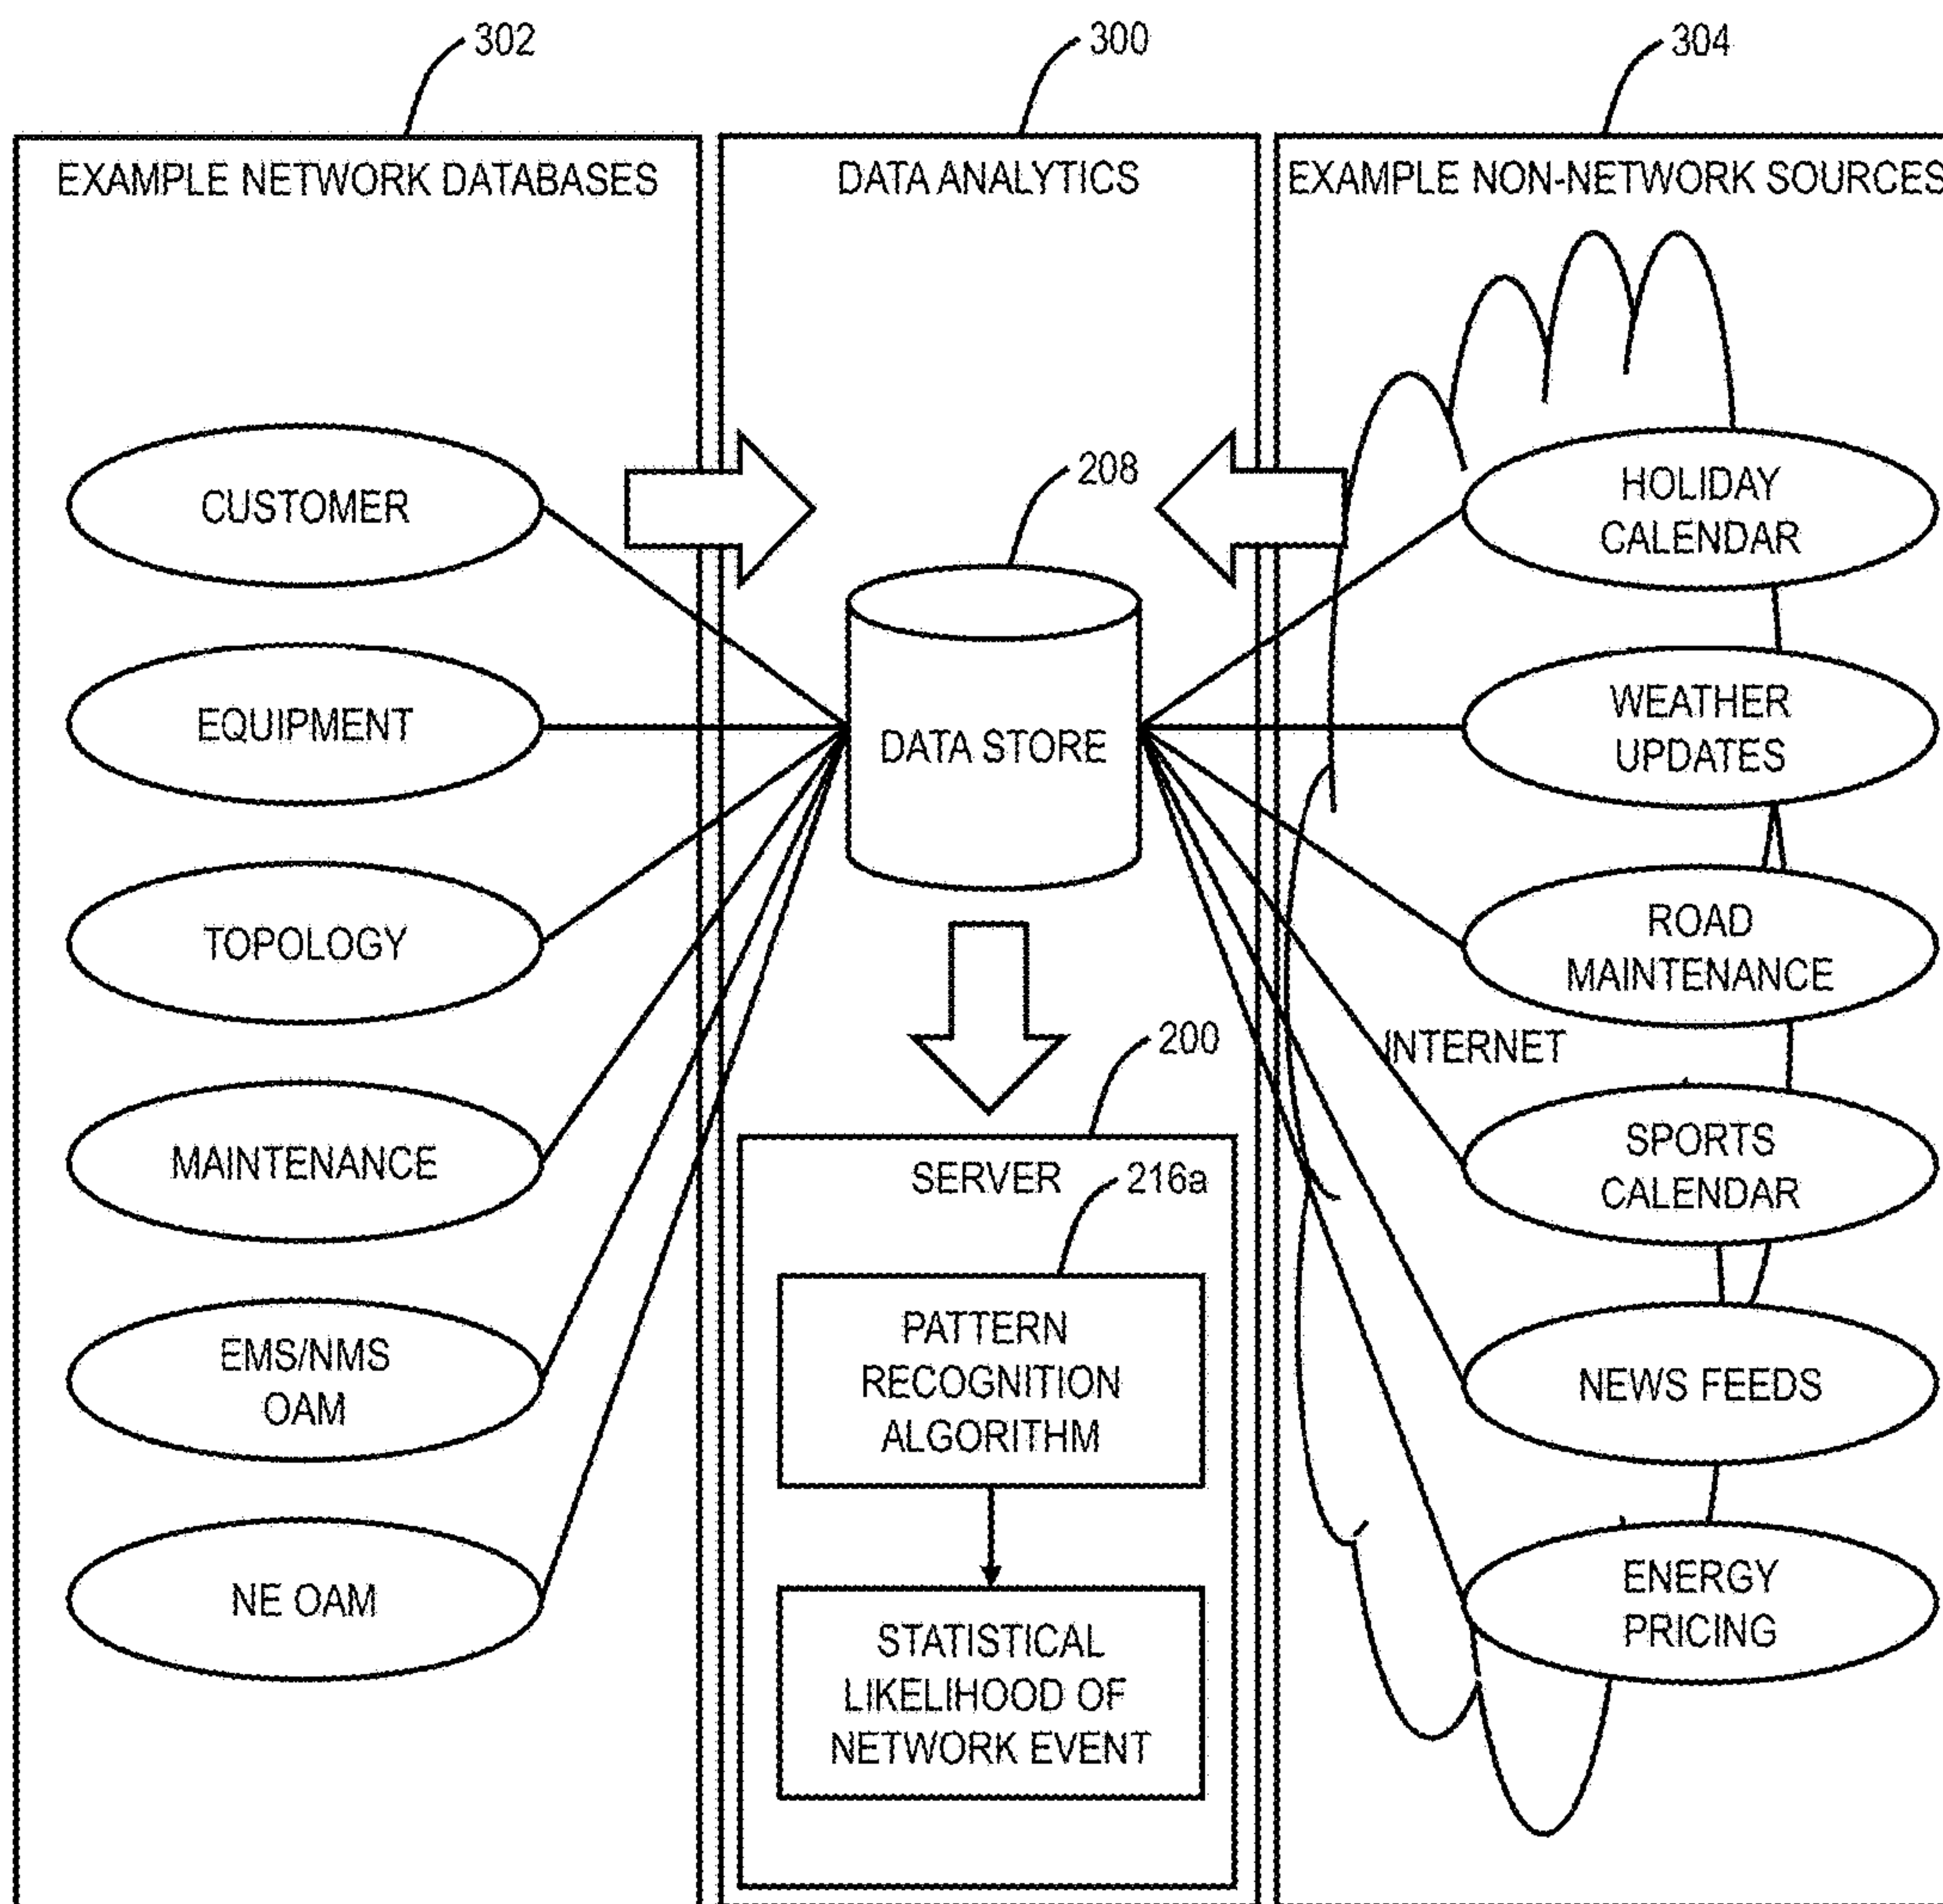 302
300
304
EXAMPLE NETWORK DATABASES
DATA ANALYTICS
EXAMPLE NON-NETWORK SOURCES
CUSTOMER
EQUIPMENT
TOPOLOGY
MAINTENANCE
EMS/NMS
OAM
NE OAM
208
DATA STORE
200
SERVER
216a
PATTERN
RECOGNITION
ALGORITHM
STATISTICAL
LIKELIHOOD OF
NETWORK EVENT
HOLIDAY
CALENDAR
WEATHER
UPDATES
ROAD
MAINTENANCE
INTERNET
SPORTS
CALENDAR
NEWS FEEDS
ENERGY
PRICING